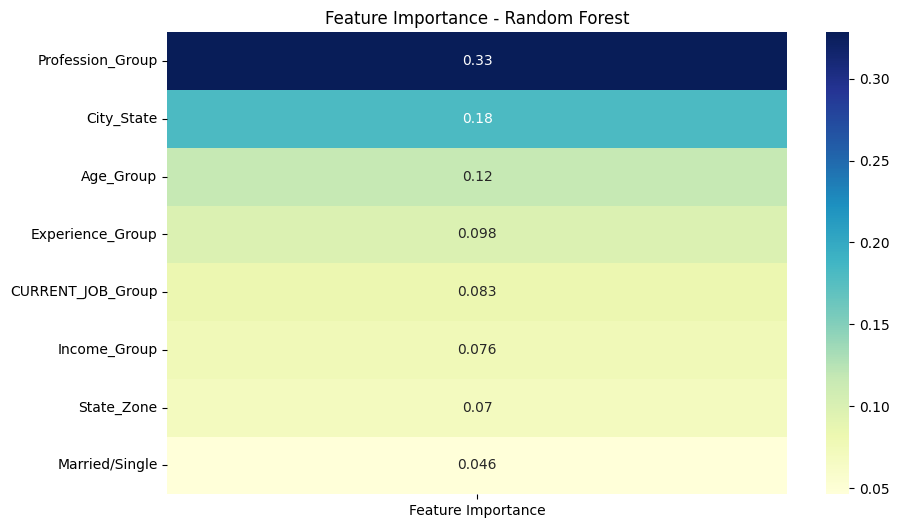 Feature Importance - Random Forest
Profession_Group
0.33
City_State
0.18
Age_Group
0.12
Experience_Group
0.098
CURRENT_JOB_Group
0.083
Income_Group
0.076
State_Zone
0.07
Married/Single
0.046
Feature Importance
0.30
0.25
0.20
0.15
0.10
0.05